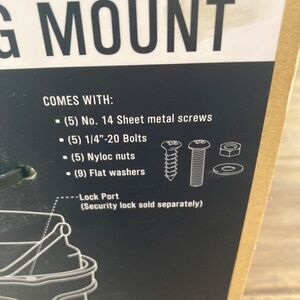 G MOUNT
COMES WITH:
▪ (5) No. 14 Sheet metal screws
▪ (5) 1/4"-20 Bolts
▪ (5) Nyloc nuts
▪ (9) Flat washers
Lock Port
(Security lock sold separately)